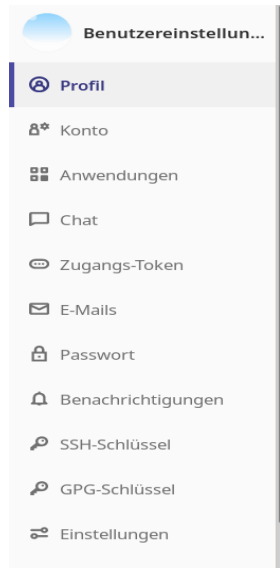 Benutzereinstellun...
Profil
Konto
Anwendungen
Chat
Zugangs-Token
E-Mails
Passwort
Benachrichtigungen
SSH-Schlüssel
GPG-Schlüssel
Einstellungen